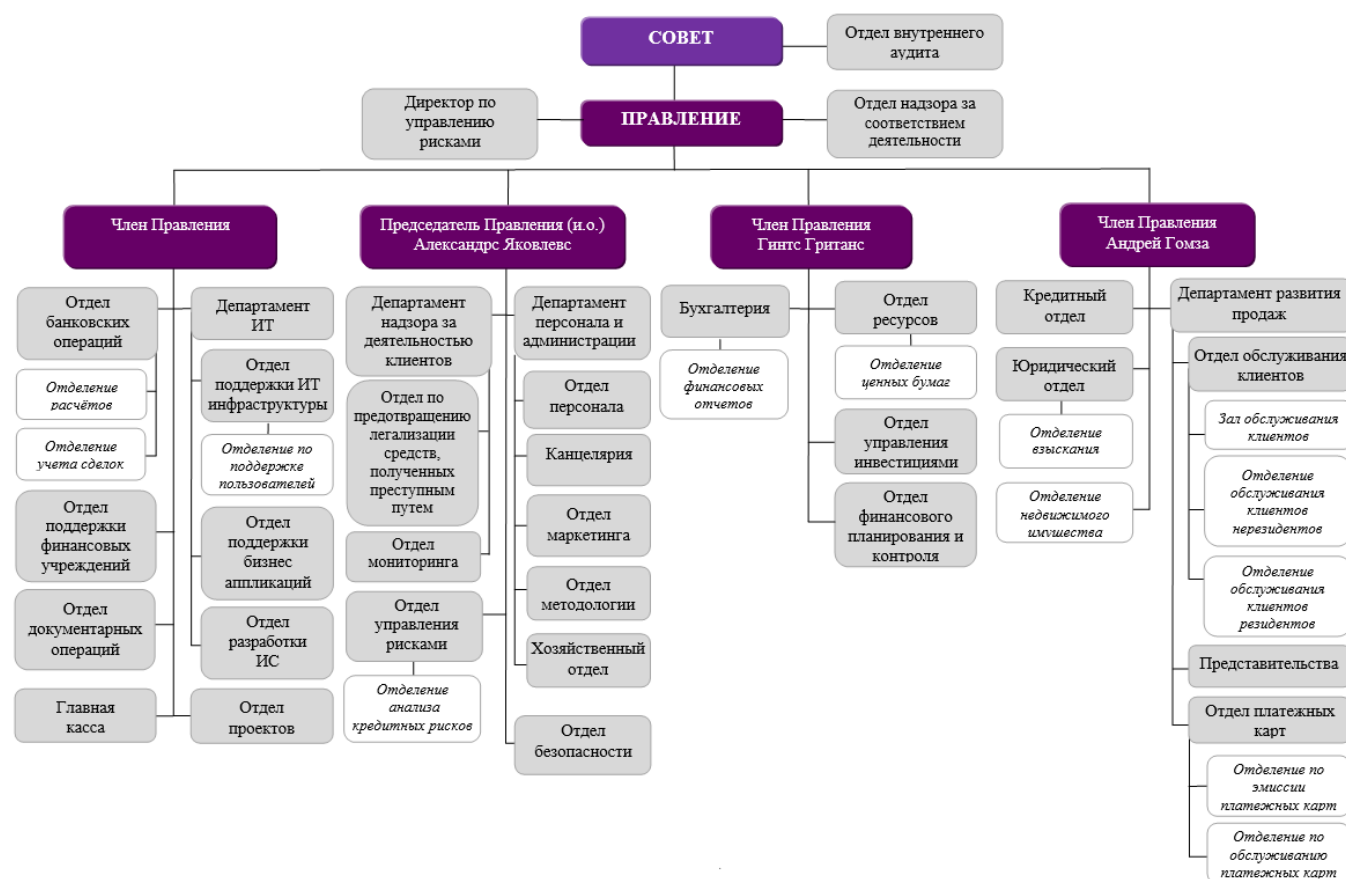 СОВЕТ
Отдел внутреннего
аудита
Директор по
управлению
рисками
ПРАВЛЕНИЕ
Отдел надзора за
соответствием
деятельности
Член Правления
Председатель Правления (и.о.)
Александрс Яковлевс
Член Правления
Гинтс Гританс
Член Правления
Андрей Гомза
Отдел
банковских
операций
Отделение
расчётов
Отделение
учета сделок
Отдел
поддержки
финансовых
учреждений
Отдел
документарных
операций
Главная
касса
Департамент
ИТ
Отдел
поддержки ИТ
инфраструктуры
Отделение по
поддержке
пользователей
Отдел
поддержки
бизнес
аппликаций
Отдел
разработки
ИС
Отдел
проектов
Департамент
надзора за
деятельностью
клиентов
Отдел по
предотвращению
легализации
средств,
полученных
преступным
путем
Отдел
мониторинга
Отдел
управления
рисками
Отделение
анализа
кредитных рисков
Департамент
персонала и
администрации
Отдел
персонала
Канцелярия
Отдел
маркетинга
Отдел
методологии
Хозяйственный
отдел
Отдел
безопасности
Бухгалтерия
Отделение
финансовых
отчетов
Отдел
ресурсов
Отделение
ценных бумаг
Отдел
управления
инвестициями
Отдел
финансового
планирования и
контроля
Кредитный
отдел
Юридический
отдел
Отделение
взыскания
Отделение
недвижимого
имущества
Департамент развития
продаж
Отдел обслуживания
клиентов
Зал обслуживания
клиентов
Отделение
обслуживания
клиентов
нерезидентов
Отделение
обслуживания
клиентов
резидентов
Представительства
Отдел платежных
карт
Отделение по
эмиссии
платежных карт
Отделение по
обслуживанию
платежных карт